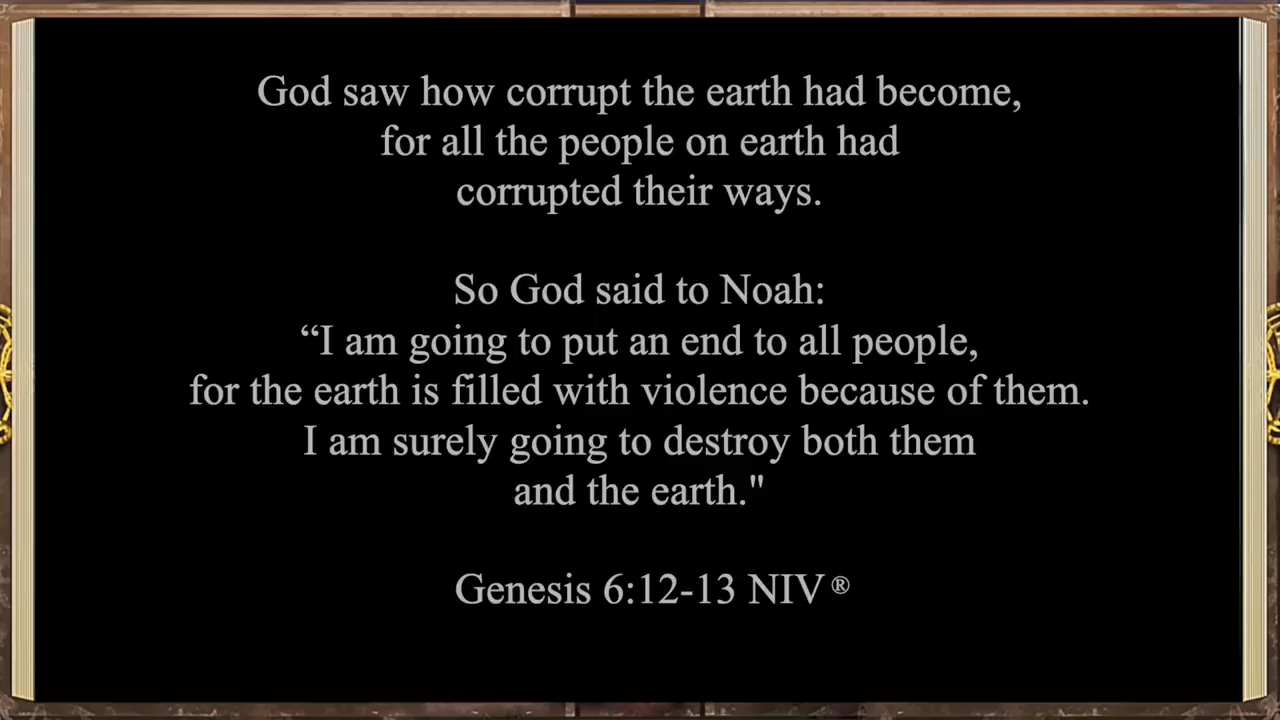 God saw how corrupt the earth had become,
for all the people on earth had
corrupted their ways.
So God said to Noah:
“I am going to put an end to all people,
for the earth is filled with violence because of them.
I am surely going to destroy both them
and the earth."
Genesis 6:12-13 NIV®